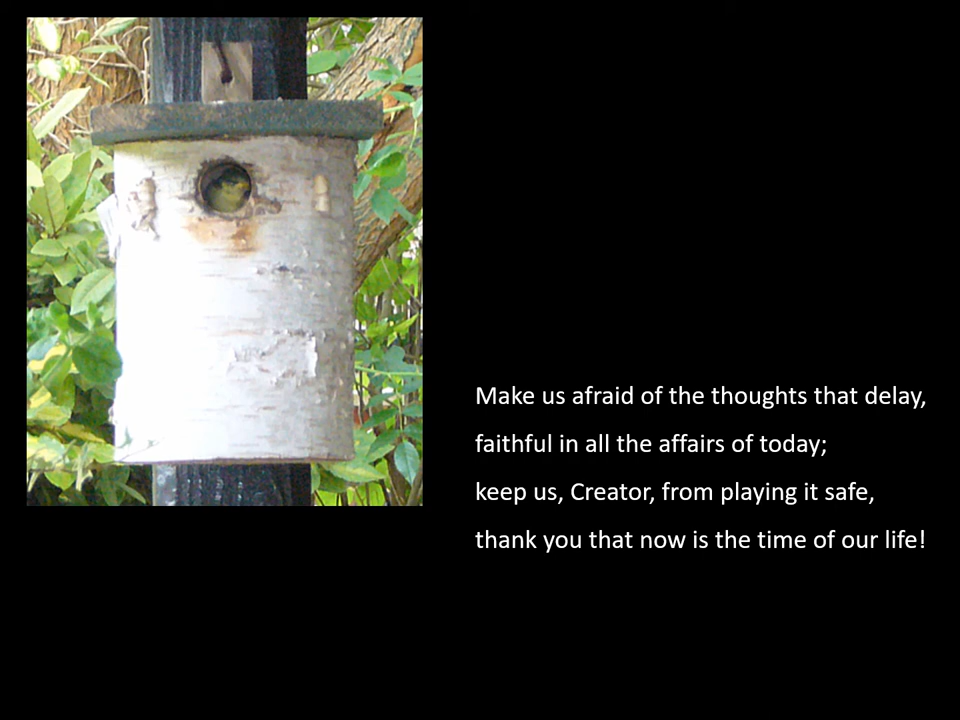 Make us afraid of the thoughts that delay,
faithful in all the affairs of today;
keep us, Creator, from playing it safe,
thank you that now is the time of our life!